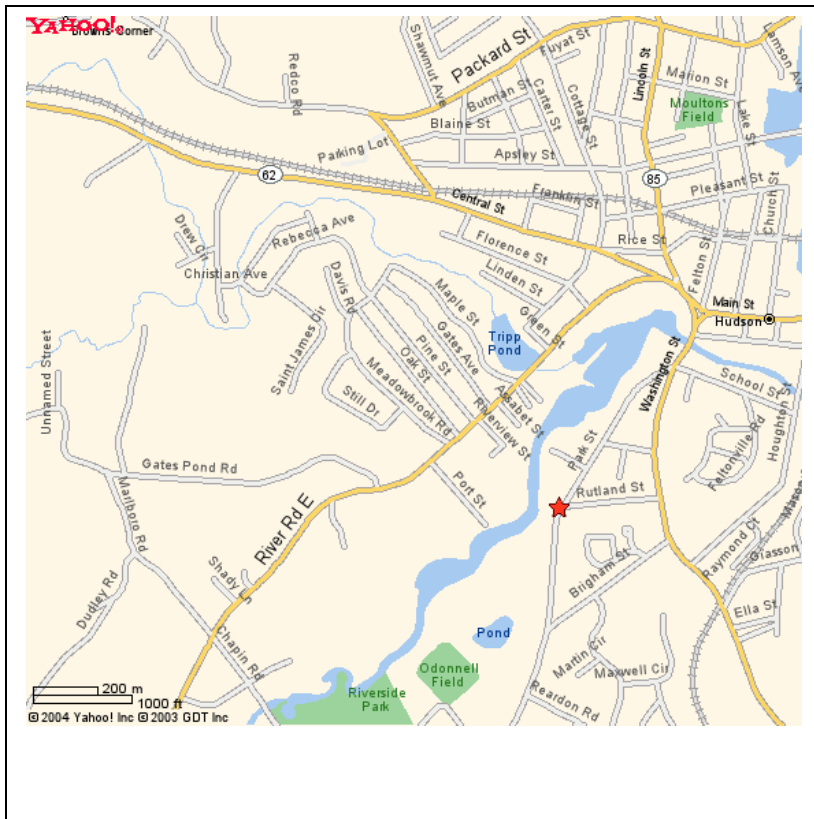 YAHOO!
Browns Corner
Redco Rd
Shawmut Ave
Packard St
Fuyat St
Lincoln St
Lamson Ave
Marion St
Butman St
Carter St
Cottage St
Moultons
Field
Lake St
Blaine St
Parking Lot
Apsley St
62
85
Pleasant St
Franklin St
Central St
Church St
Drew Cir
Rebecca Ave
Florence St
Rice St
Felton St
Christian Ave
Davis Rd
Linden St
Maple St
Green St
Main St
Hudson
Saint James Cir
Gates Ave
Tripp
Pond
Pine St
Oak St
Washington St
Unnamed Street
Meadowbrook Rd
Still Dr
Assabet St
Riverview St
School St
Houghton St
Feltonville Rd
Park St
Gates Pond Rd
Port St
Rutland St
Mason
Marlboro Rd
River Rd E
Raymond Ct
Glasson
Brigham St
Shady Ln
Dudley Rd
Ella St
Chapin Rd
Pond
Martin Cir
Maxwell Cir
Odonnell
Field
Riverside
Park
Reardon Rd
200 m
1000 ft
© 2004 Yahoo! Inc © 2003 GDT Inc